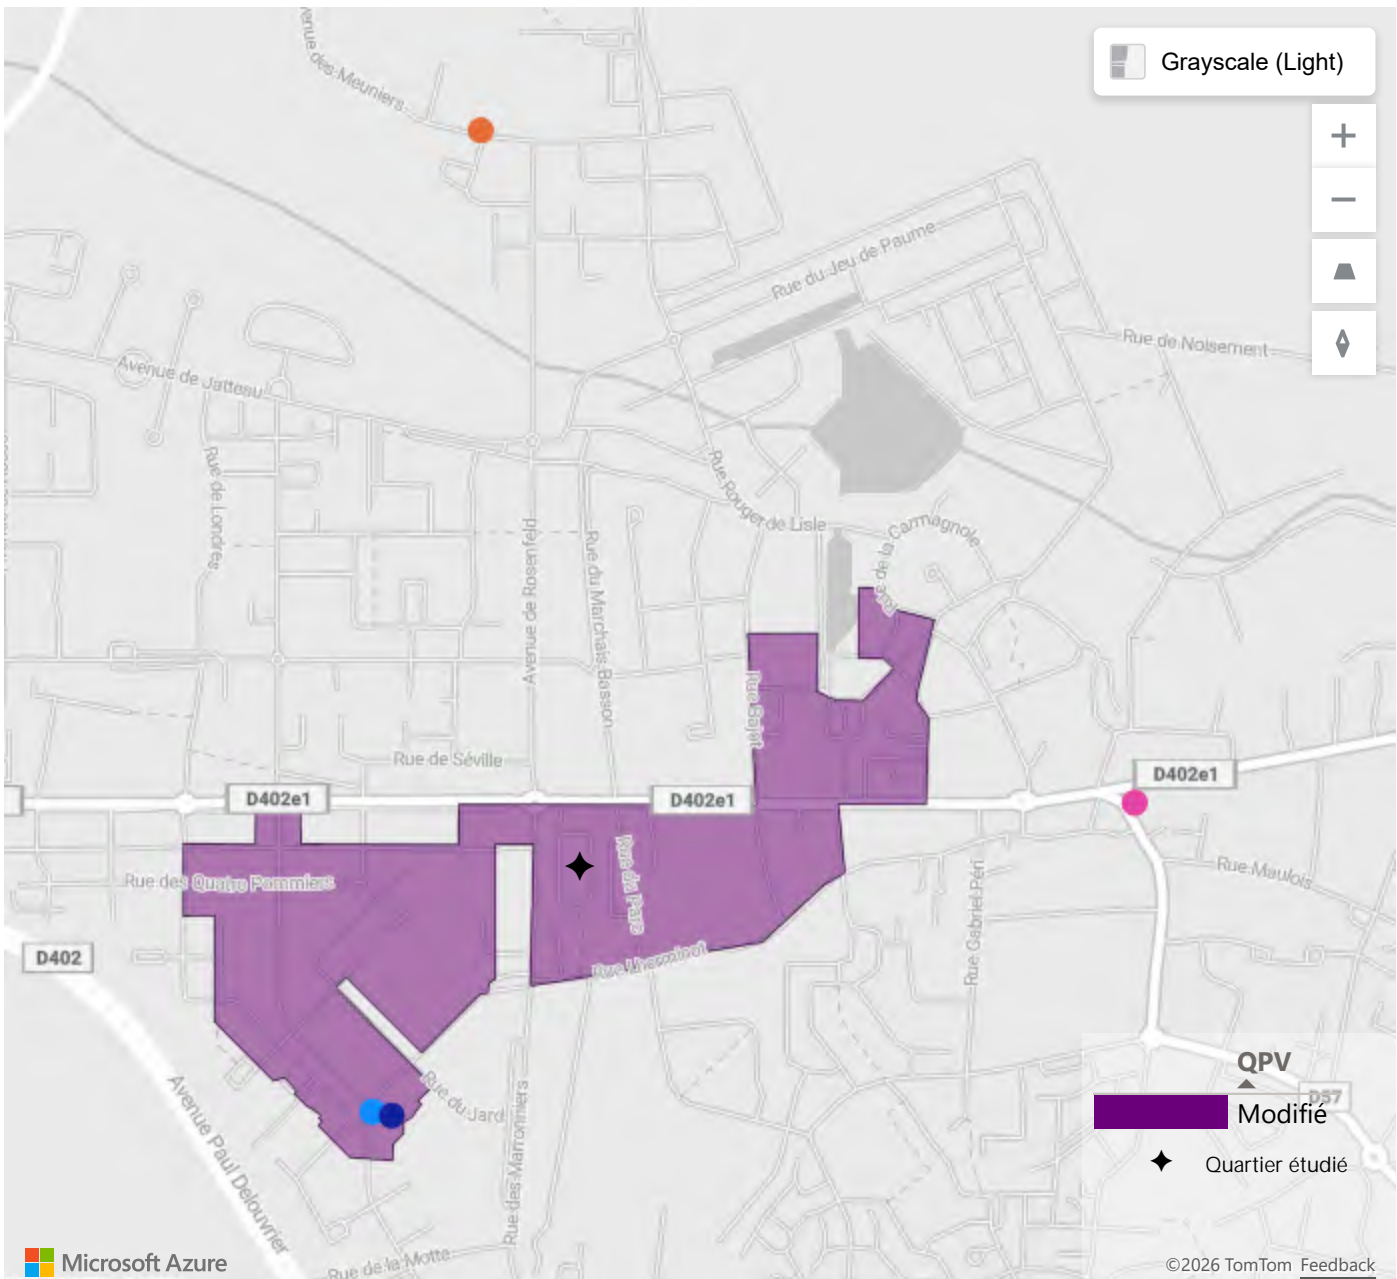 Grayscale (Light)
Avenue des Meuniers
Rue du Jeu de Paume
Rue de Noisement
Avenue de Jatteau
Rue de Londres
Rue Rouger de Lisle
Rue de la Carmagnole
Avenue de Rosenfeld
Rue du Marchais Basson
Rue Bajot
Rue de Séville
D402e1
D402e1
D402e1
Rue du Parc
Rue Maulois
Rue des Quatre Pommiers
Rue Gabriel Péri
D402
Rue Lherminot
QPV
D57
Modifié
Quartier étudié
Rue du Jard
Avenue Paul Delouvrier
Rue des Marronniers
Rue de la Motte
Microsoft Azure
©2026 TomTom Feedback